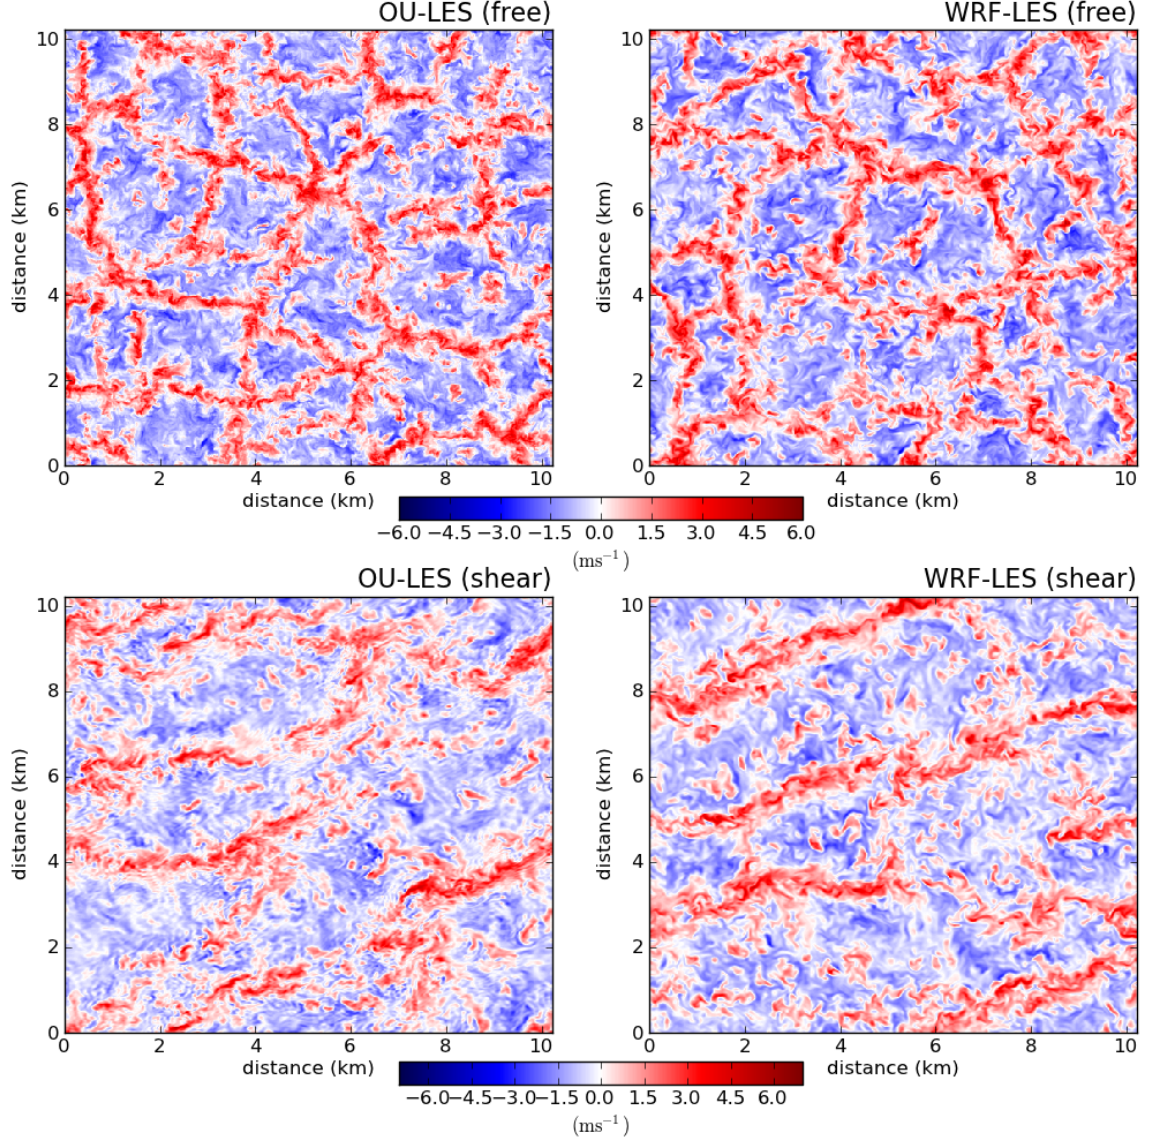 OU-LES (free) WRF-LES (free)
10 10
8 8
6 6
4 4
2 2
0 0
distance (km) distance (km)
0 2 4 6 8 10 0 2 4 6 8 10
distance (km) distance (km)
−6.0 −4.5 −3.0 −1.5 0.0 1.5 3.0 4.5 6.0
(ms⁻¹)
OU-LES (shear) WRF-LES (shear)
10 10
8 8
6 6
4 4
2 2
0 0
distance (km) distance (km)
0 2 4 6 8 10 0 2 4 6 8 10
distance (km) distance (km)
−6.0 −4.5 −3.0 −1.5 0.0 1.5 3.0 4.5 6.0
(ms⁻¹)